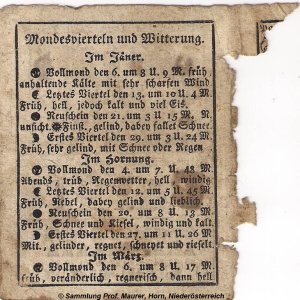 Mondesvierteln und Witterung.
Im Jäner.
Vollmond den 6. um 8 U. 9 M. früh,
anhaltende Kälte mit sehr scharfen Wind
☾ Letztes Viertel den 13. um 10 U. 4 M
Früh, hell, jedoch kalt und viel Eis.
Neuschein den 21. um 3 U. 15 M. N
unsicht. Finst., gelind, dabey fallet Schnee
☽ Erstes Viertel den 29. um 3 U. 24 M
Früh, sehr gelind, mit Schnee oder Regen
Im Hornung.
Vollmond den 4. um 7 U. 48 M
Abends, trüb, Regenwetter, hell, windig
☾ Letztes Viertel den 12. um 5 U. 45 M
Früh, Nebel, dabey gelind und lieblich.
Neuschein den 20. um 8 U. 13 M
Früh, Schnee und Kiesel, windig und kalt.
Erstes Viertel den 27. um 11 U. 26 M
Mit., gelinder, regnet, schneyet und rieselt.
Im März.
Vollmond den 6. um 8 U. 17 M
früh, veränderlich, regnerisch, dann hell
© Sammlung Prof. Maurer, Horn, Niederösterreich